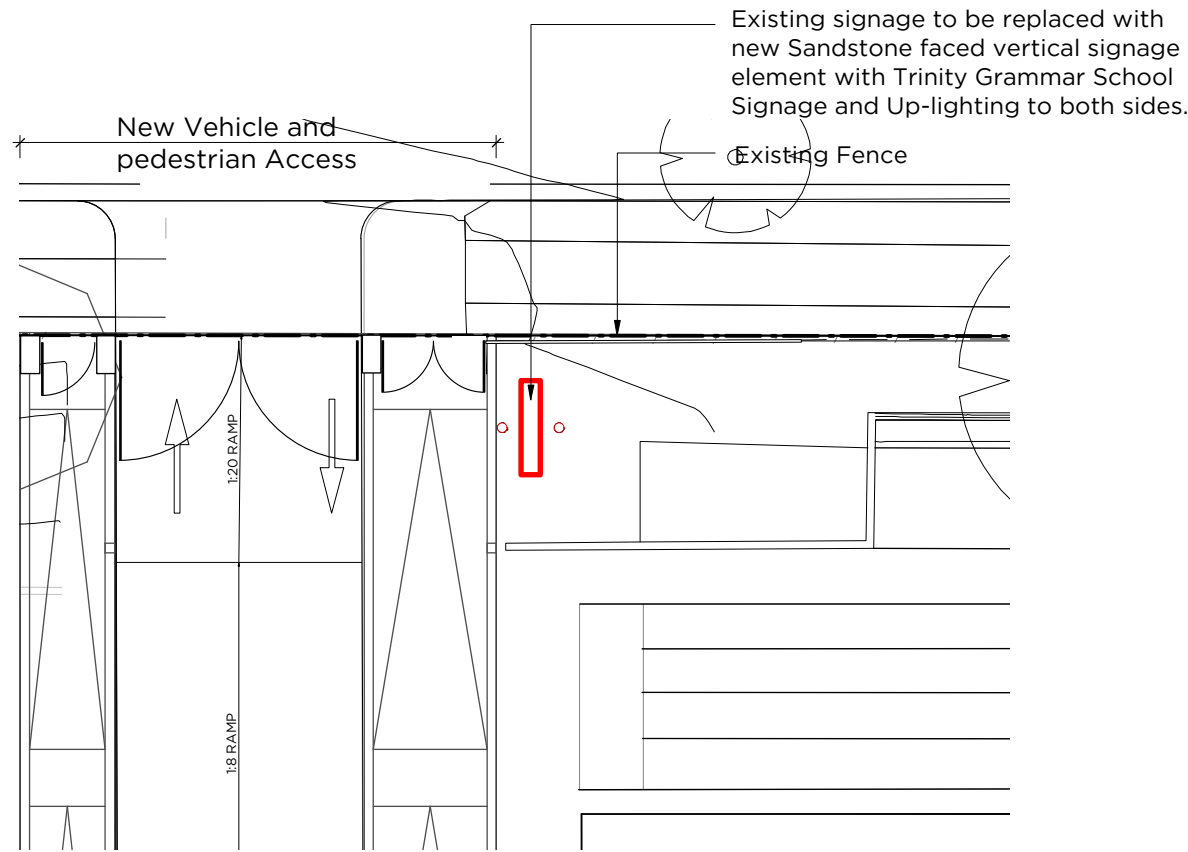 Existing signage to be replaced with
new Sandstone faced vertical signage
element with Trinity Grammar School
Signage and Up-lighting to both sides.
New Vehicle and
pedestrian Access
Existing Fence
1:20 RAMP
1:8 RAMP